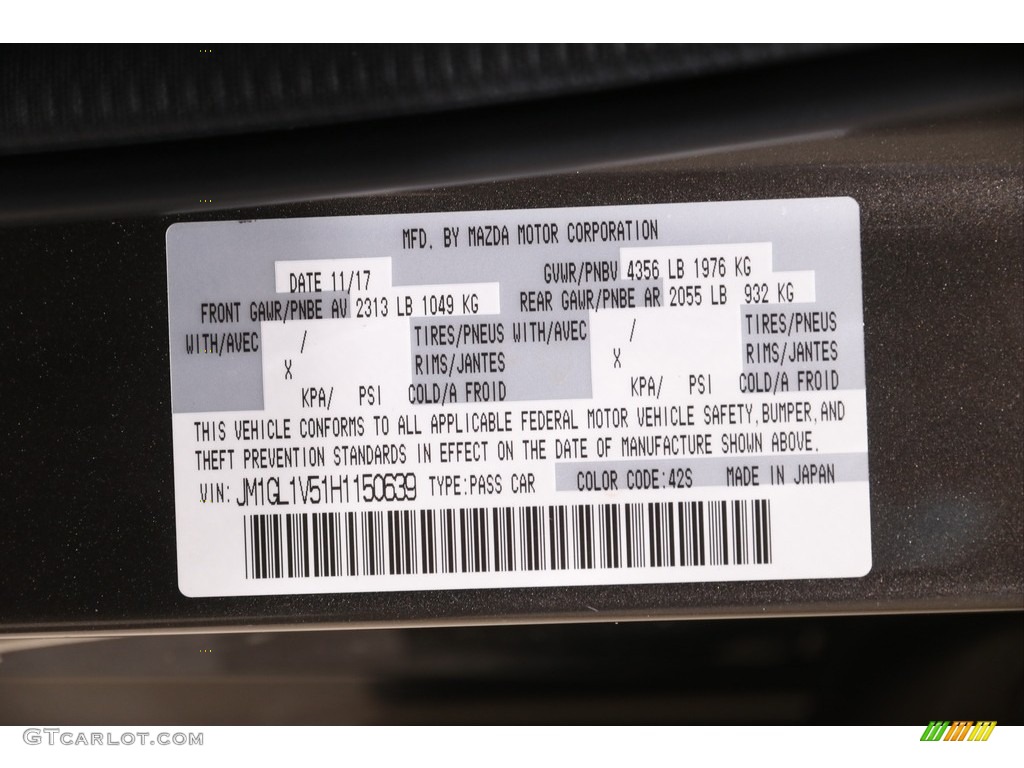 MFD. BY MAZDA MOTOR CORPORATION
DATE 11/17 GVWR/PNBV 4356 LB 1976 KG
FRONT GAWR/PNBE AV 2313 LB 1049 KG REAR GAWR/PNBE AR 2055 LB 932 KG
WITH/AVEC / TIRES/PNEUS WITH/AVEC / TIRES/PNEUS
X RIMS/JANTES X RIMS/JANTES
KPA/ PSI COLD/A FROID KPA/ PSI COLD/A FROID
THIS VEHICLE CONFORMS TO ALL APPLICABLE FEDERAL MOTOR VEHICLE SAFETY,BUMPER,AND
THEFT PREVENTION STANDARDS IN EFFECT ON THE DATE OF MANUFACTURE SHOWN ABOVE.
VIN: JM1GL1V51H1150639 TYPE:PASS CAR COLOR CODE:42S MADE IN JAPAN
GTcarlot.com